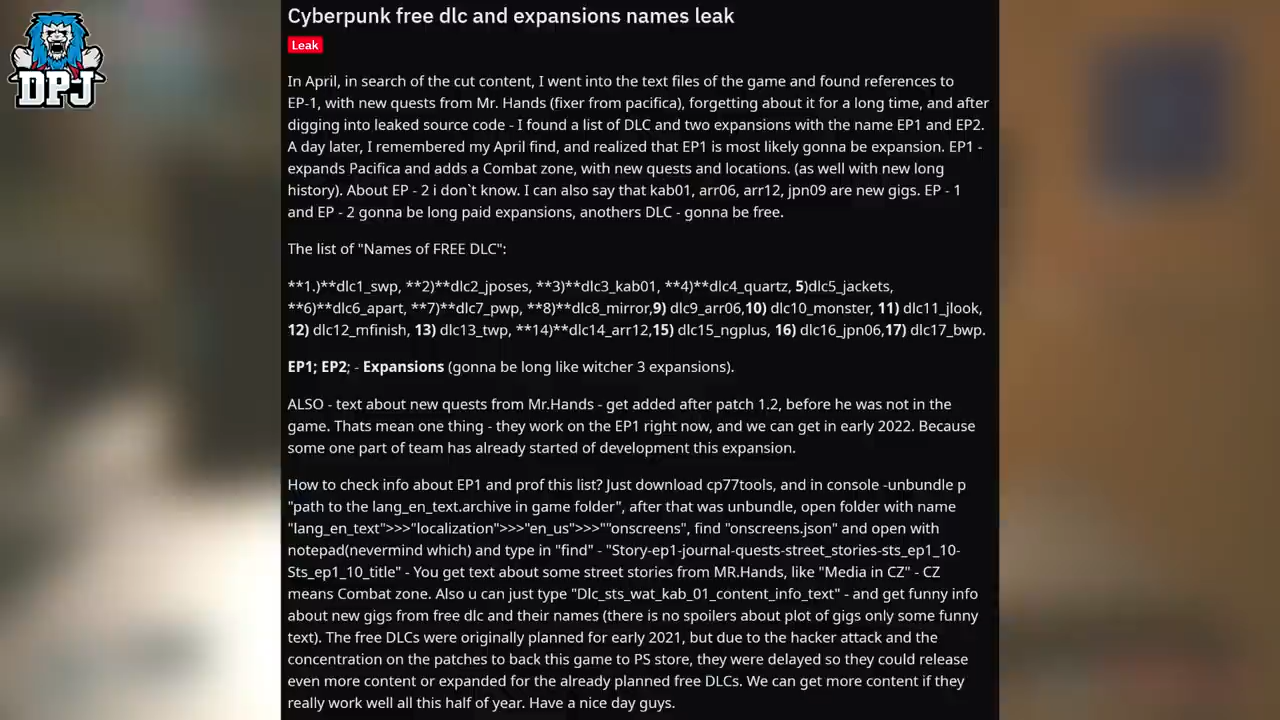 Cyberpunk free dlc and expansions names leak
Leak
DPJ
In April, in search of the cut content, I went into the text files of the game and found references to
EP-1, with new quests from Mr. Hands (fixer from pacifica), forgetting about it for a long time, and after
digging into leaked source code - I found a list of DLC and two expansions with the name EP1 and EP2.
A day later, I remembered my April find, and realized that EP1 is most likely gonna be expansion. EP1 -
expands Pacifica and adds a Combat zone, with new quests and locations. (as well with new long
history). About EP - 2 i don`t know. I can also say that kab01, arr06, arr12, jpn09 are new gigs. EP - 1
and EP - 2 gonna be long paid expansions, anothers DLC - gonna be free.
The list of "Names of FREE DLC":
**1.)**dlc1_swp, **2)**dlc2_jposes, **3)**dlc3_kab01, **4)**dlc4_quartz, 5)dlc5_jackets,
**6)**dlc6_apart, **7)**dlc7_pwp, **8)**dlc8_mirror,9) dlc9_arr06,10) dlc10_monster, 11) dlc11_jlook,
12) dlc12_mfinish, 13) dlc13_twp, **14)**dlc14_arr12,15) dlc15_ngplus, 16) dlc16_jpn06,17) dlc17_bwp.
EP1; EP2; - Expansions (gonna be long like witcher 3 expansions).
ALSO - text about new quests from Mr.Hands - get added after patch 1.2, before he was not in the
game. Thats mean one thing - they work on the EP1 right now, and we can get in early 2022. Because
some one part of team has already started of development this expansion.
How to check info about EP1 and prof this list? Just download cp77tools, and in console -unbundle p
"path to the lang_en_text.archive in game folder", after that was unbundle, open folder with name
"lang_en_text">>>"localization">>>"en_us">>>""onscreens", find "onscreens.json" and open with
notepad(nevermind which) and type in "find" - "Story-ep1-journal-quests-street_stories-sts_ep1_10-
Sts_ep1_10_title" - You get text about some street stories from MR.Hands, like "Media in CZ" - CZ
means Combat zone. Also u can just type "Dlc_sts_wat_kab_01_content_info_text" - and get funny info
about new gigs from free dlc and their names (there is no spoilers about plot of gigs only some funny
text). The free DLCs were originally planned for early 2021, but due to the hacker attack and the
concentration on the patches to back this game to PS store, they were delayed so they could release
even more content or expanded for the already planned free DLCs. We can get more content if they
really work well all this half of year. Have a nice day guys.